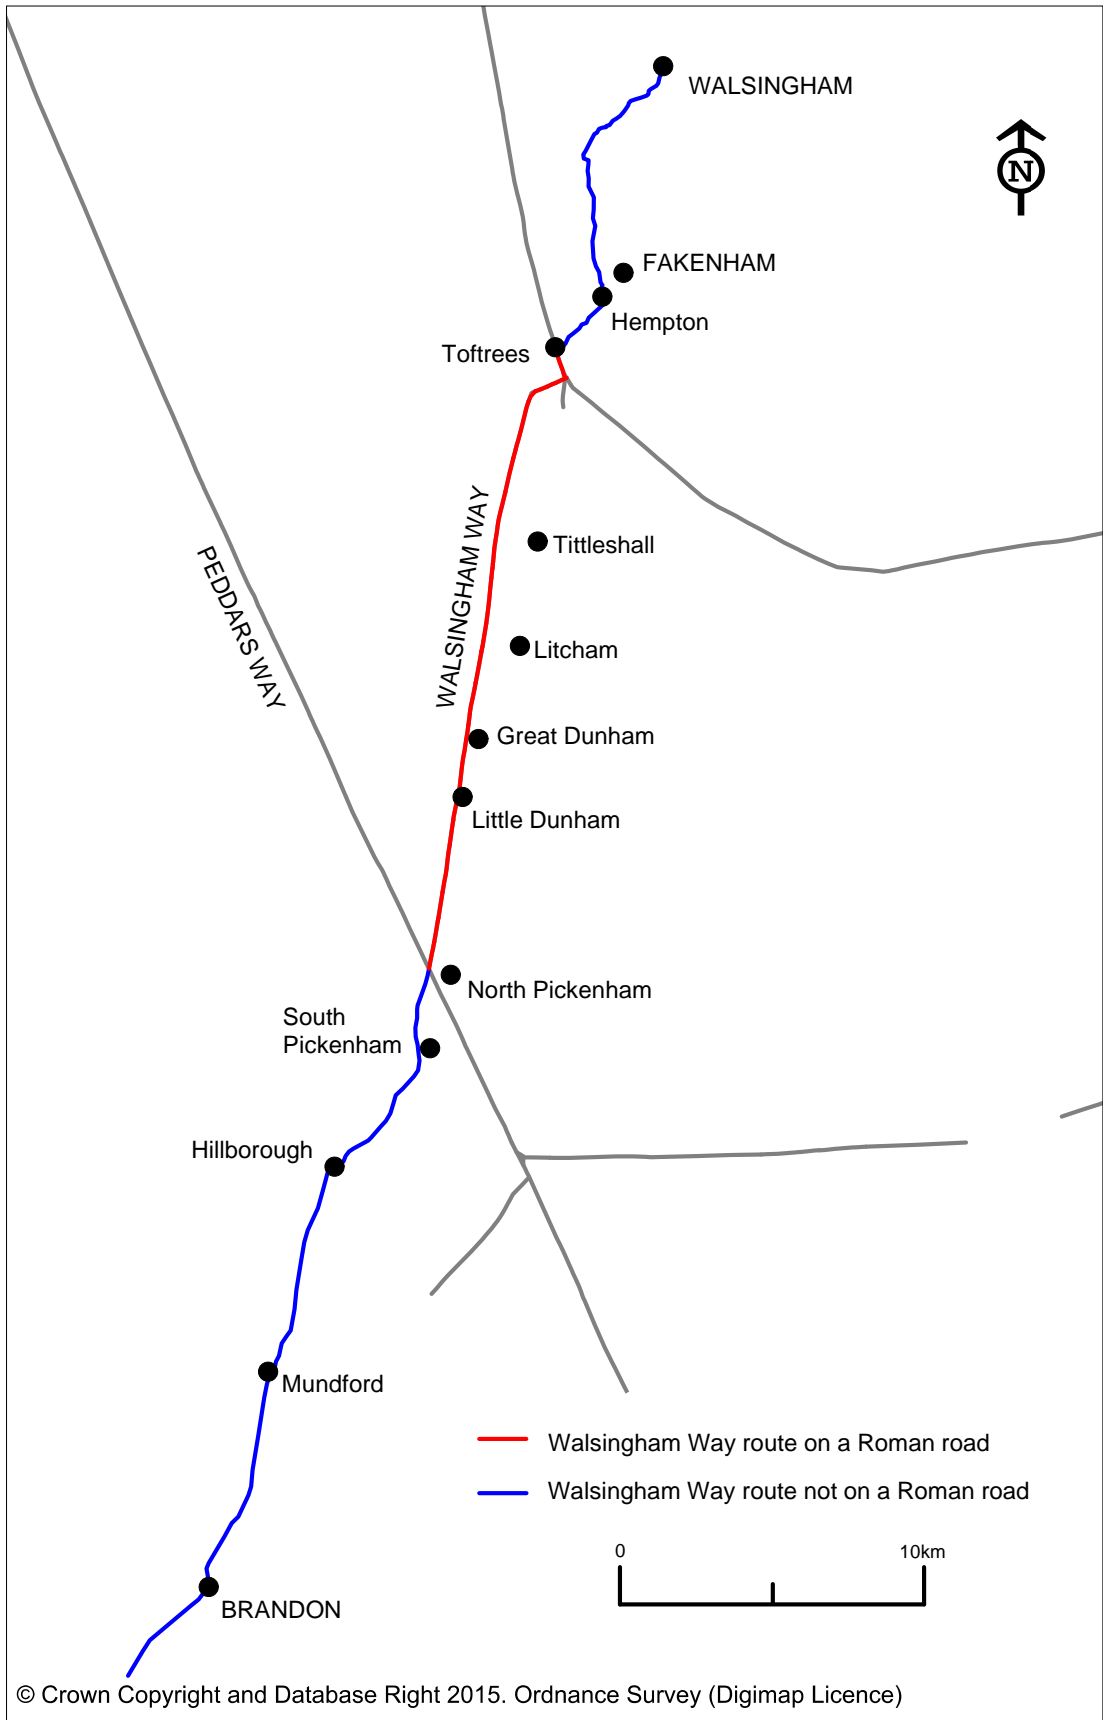 WALSINGHAM
N
FAKENHAM
Hempton
Toftrees
WALSINGHAM WAY
Tittleshall
PEDDARS WAY
Litcham
Great Dunham
Little Dunham
North Pickenham
South
Pickenham
Hillborough
Mundford
Walsingham Way route on a Roman road
Walsingham Way route not on a Roman road
0
10km
BRANDON
© Crown Copyright and Database Right 2015. Ordnance Survey (Digimap Licence)